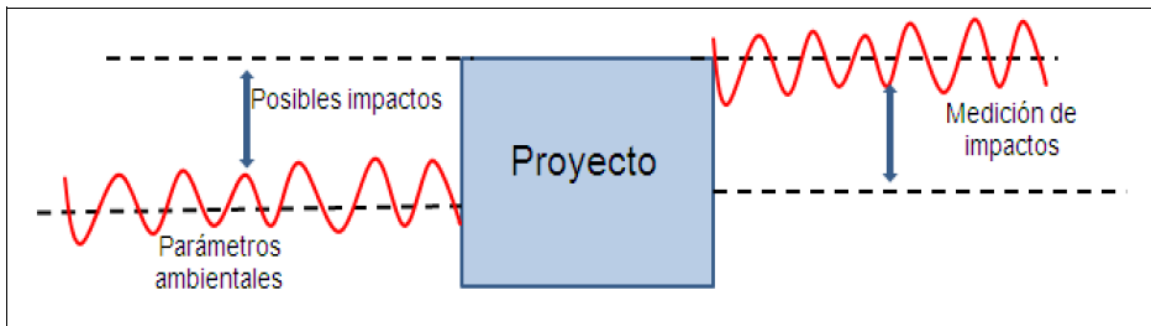 Posibles impactos
Parámetros
ambientales
Proyecto
Medición de
impactos